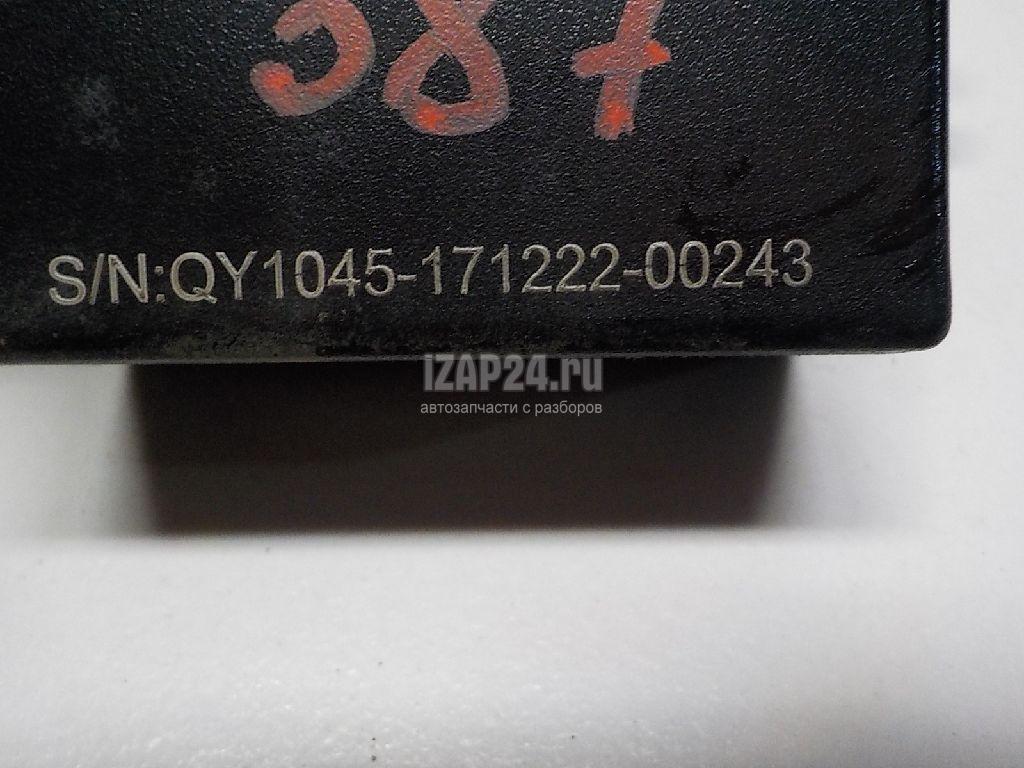 387
S/N:QY1045-171222-00243
iZAP24.ru
автозапчасти с разборов